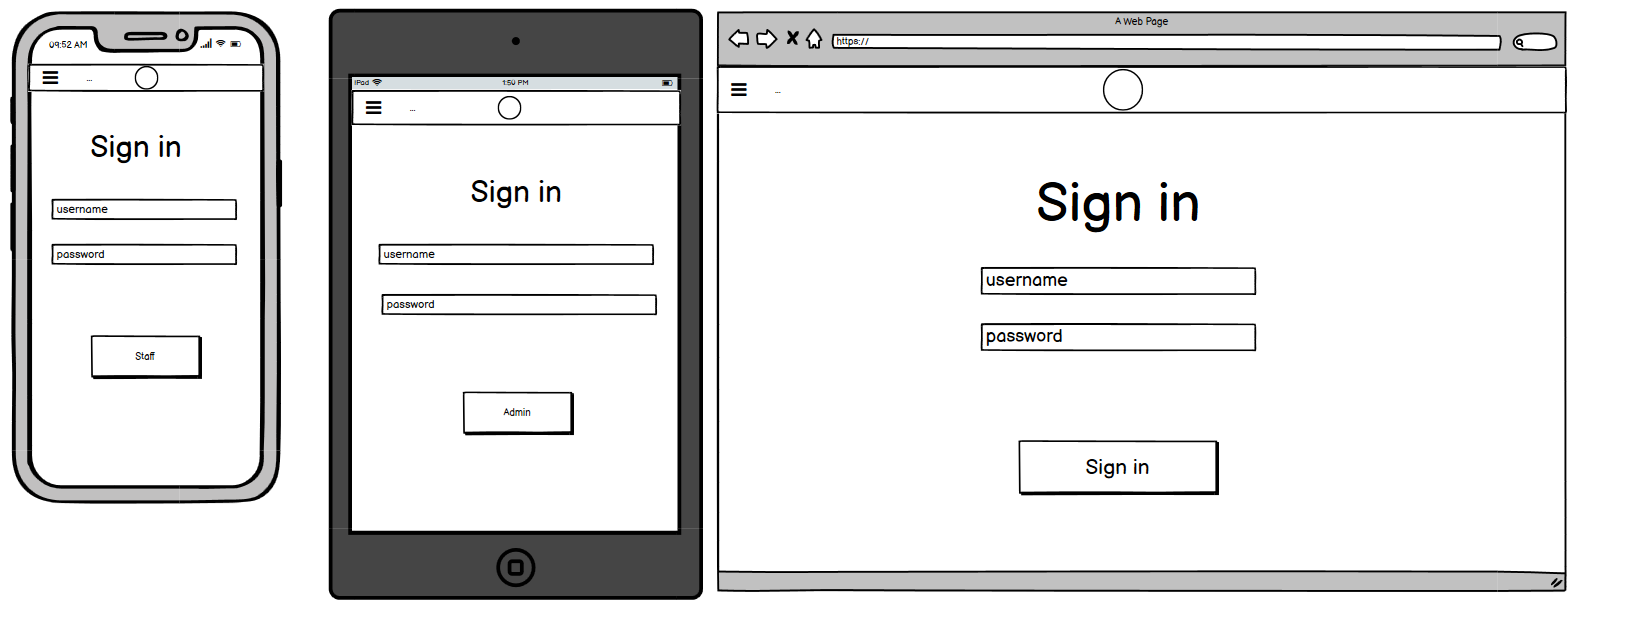 09:52 AM
...
Sign in
username
password
Staff
iPad
1:50 PM
...
Sign in
username
password
Admin
A Web Page
https://
...
Sign in
username
password
Sign in